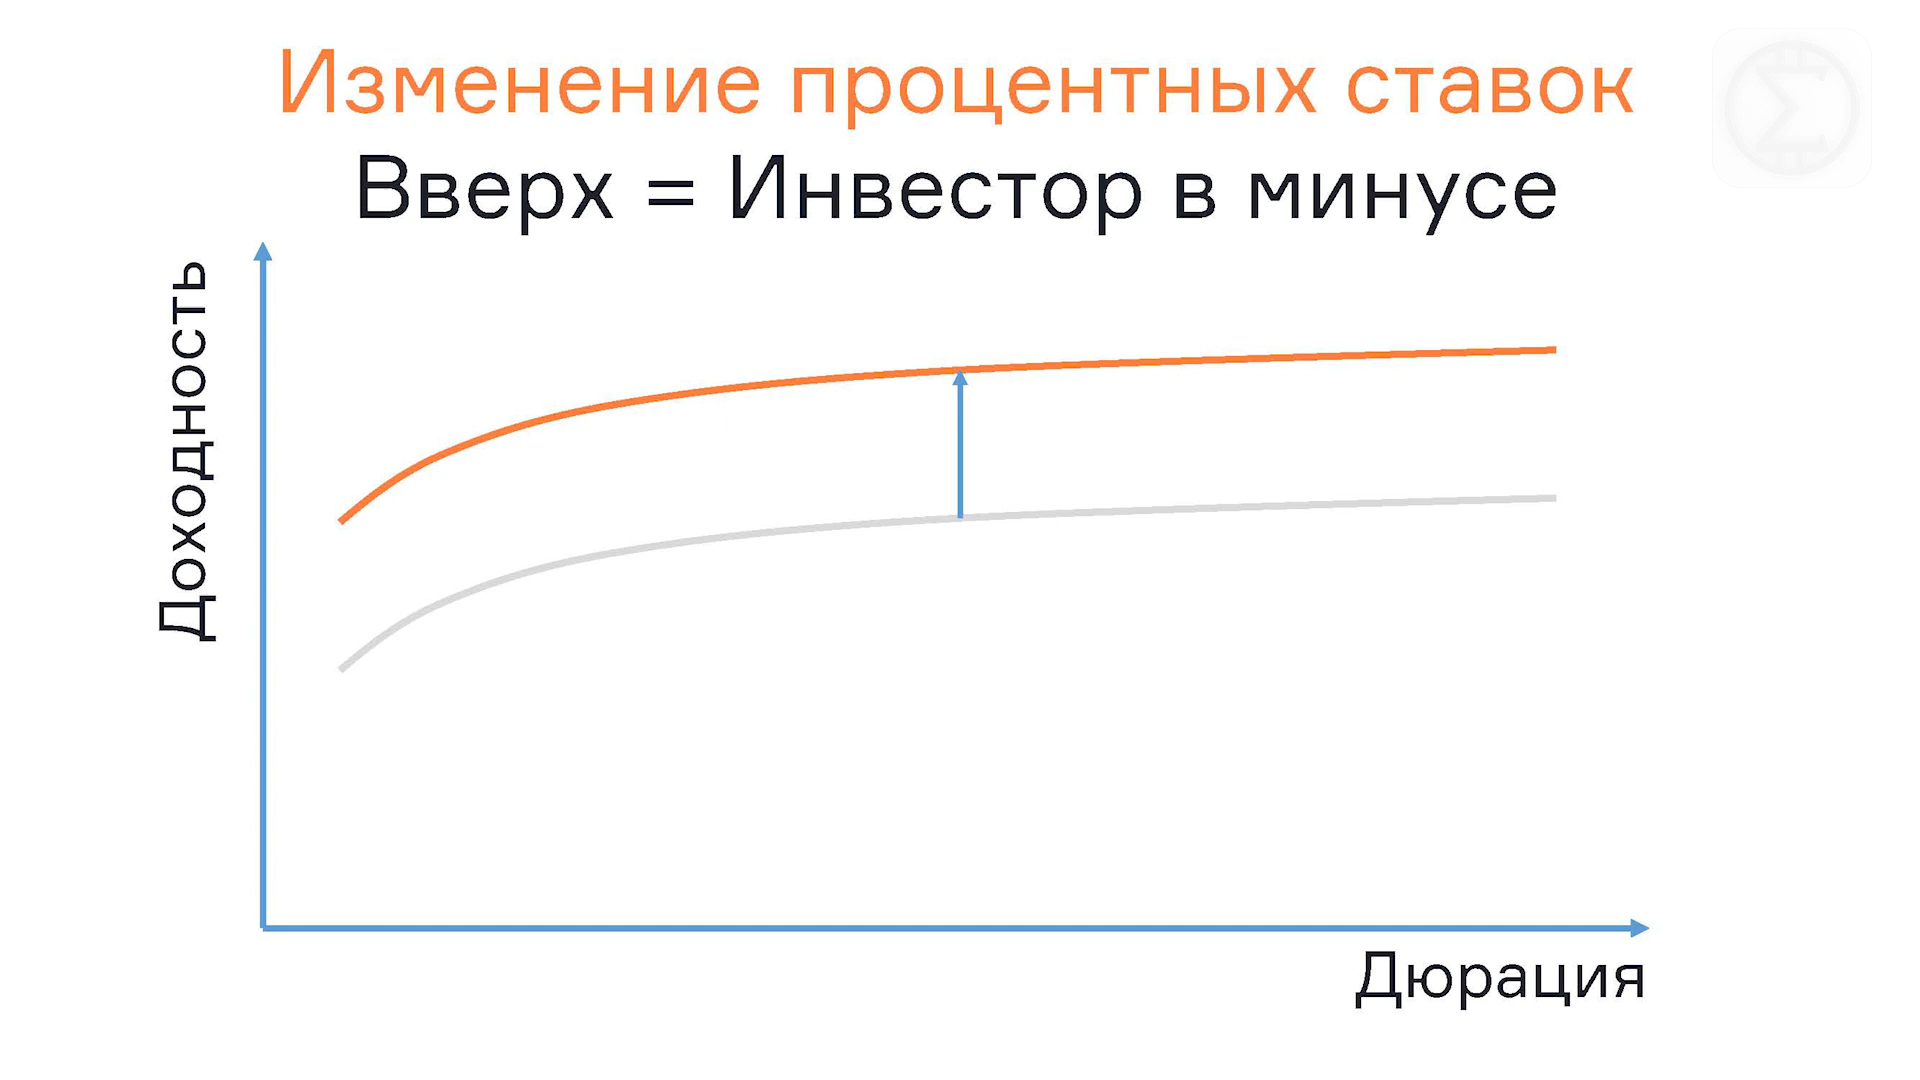 Изменение процентных ставок
Вверх = Инвестор в минусе
Доходность
Дюрация